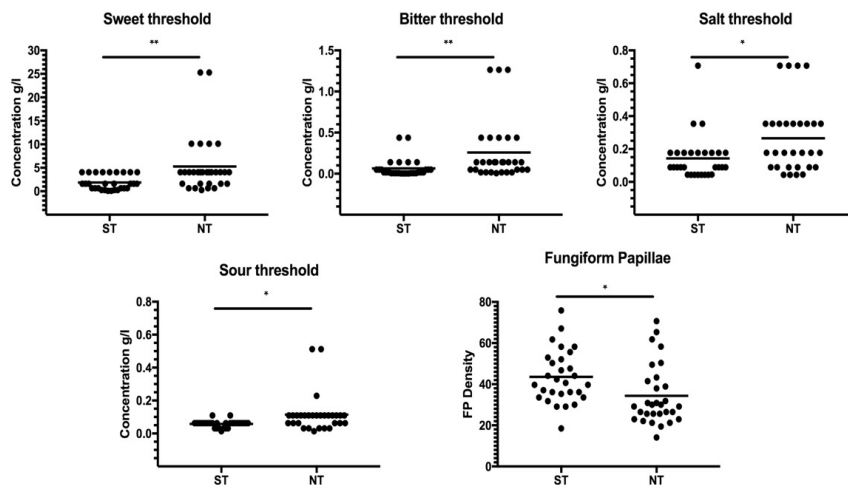 Sweet threshold
Concentration g/l
30
25
20
15
10
5
0
**
ST
NT
Bitter threshold
Concentration g/l
1.5
1.0
0.5
0.0
**
ST
NT
Salt threshold
Concentration g/l
0.8
0.6
0.4
0.2
0.0
*
ST
NT
Sour threshold
Concentration g/l
0.8
0.6
0.4
0.2
0.0
*
ST
NT
Fungiform Papillae
FP Density
80
60
40
20
0
*
ST
NT